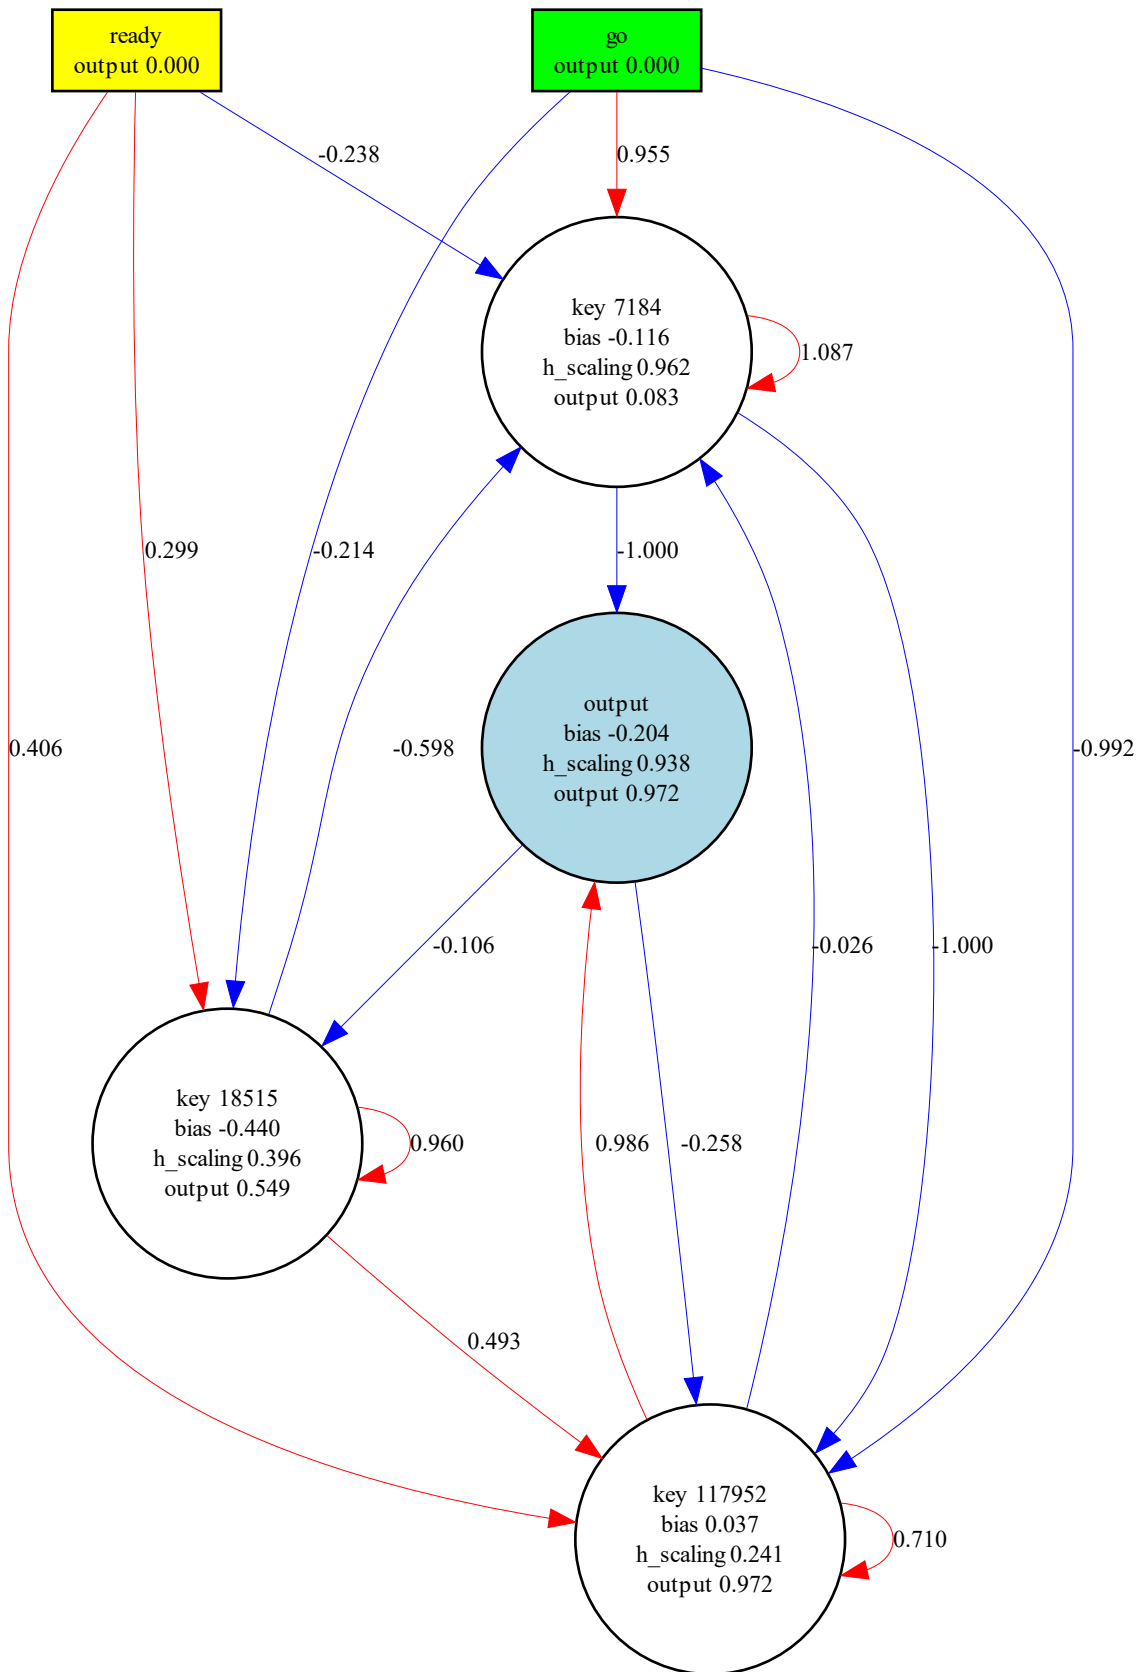 ready
output 0.000
go
output 0.000
-0.238
0.955
key 7184
bias -0.116
h_scaling 0.962
output 0.083
1.087
0.299
-0.214
-1.000
output
bias -0.204
h_scaling 0.938
output 0.972
0.406
-0.598
-0.992
-0.106
-0.026
-1.000
key 18515
bias -0.440
h_scaling 0.396
output 0.549
0.960
0.986
-0.258
0.493
key 117952
bias 0.037
h_scaling 0.241
output 0.972
0.710